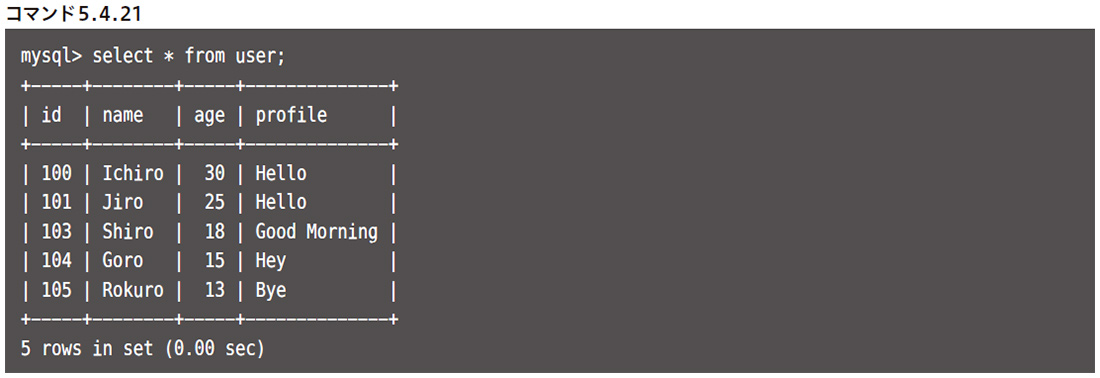 コマンド5.4.21
mysql> select * from user;
+-----+--------+-----+--------------+
| id  | name   | age | profile      |
+-----+--------+-----+--------------+
| 100 | Ichiro |  30 | Hello        |
| 101 | Jiro   |  25 | Hello        |
| 103 | Shiro  |  18 | Good Morning |
| 104 | Goro   |  15 | Hey          |
| 105 | Rokuro |  13 | Bye          |
+-----+--------+-----+--------------+
5 rows in set (0.00 sec)